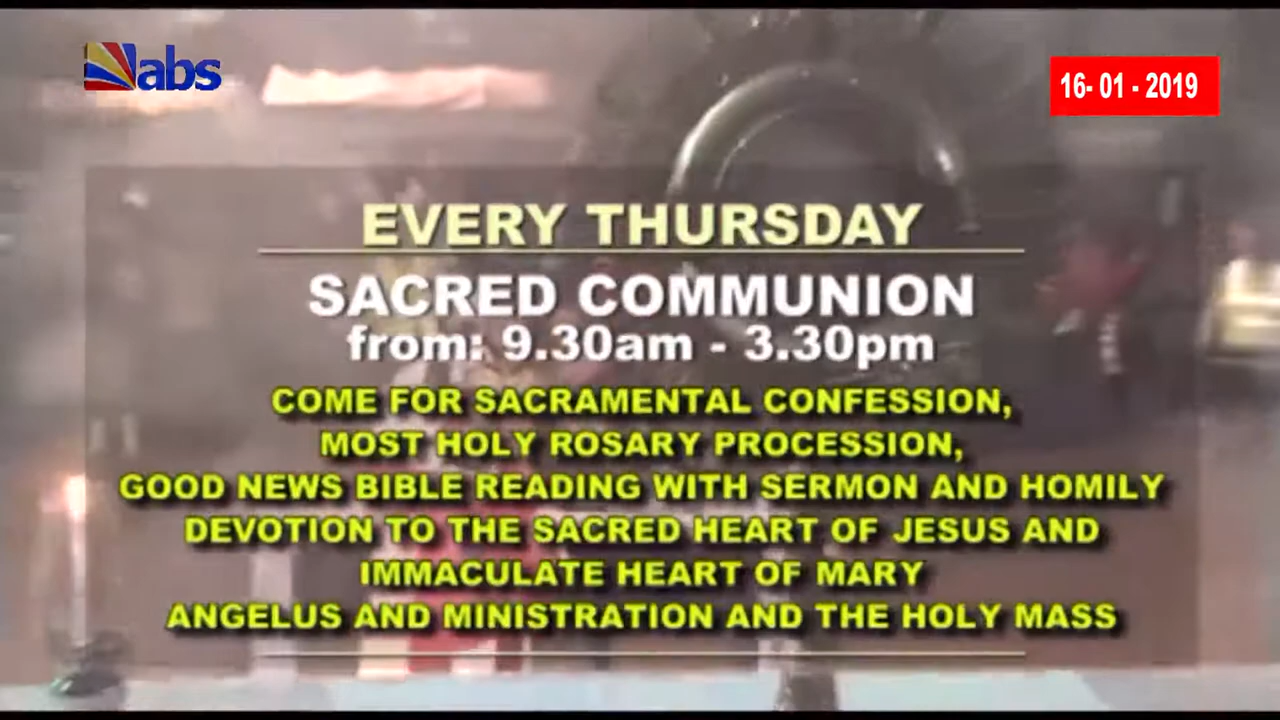 abs
16- 01 - 2019
EVERY THURSDAY
SACRED COMMUNION
from: 9.30am - 3.30pm
COME FOR SACRAMENTAL CONFESSION,
MOST HOLY ROSARY PROCESSION,
GOOD NEWS BIBLE READING WITH SERMON AND HOMILY
DEVOTION TO THE SACRED HEART OF JESUS AND
IMMACULATE HEART OF MARY
ANGELUS AND MINISTRATION AND THE HOLY MASS